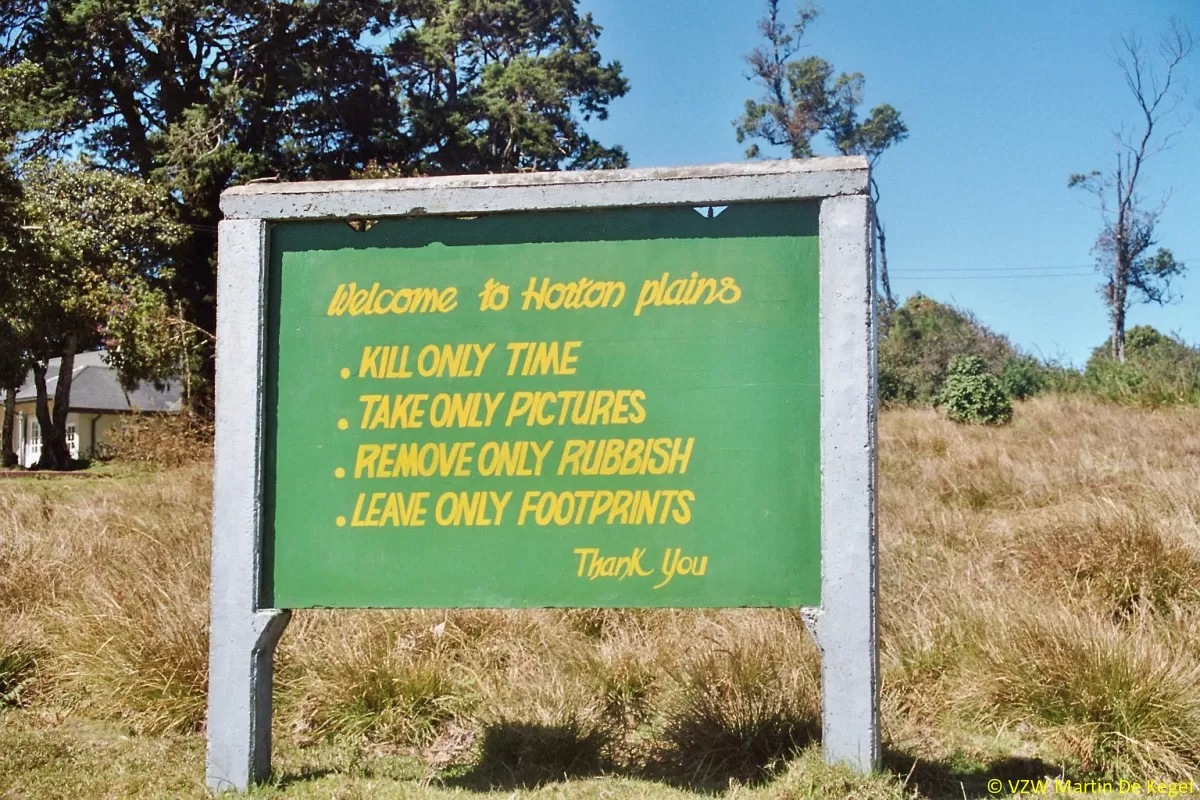 Welcome to Horton plains
. KILL ONLY TIME
. TAKE ONLY PICTURES
. REMOVE ONLY RUBBISH
. LEAVE ONLY FOOTPRINTS
Thank You
© VZW Martin De Keger